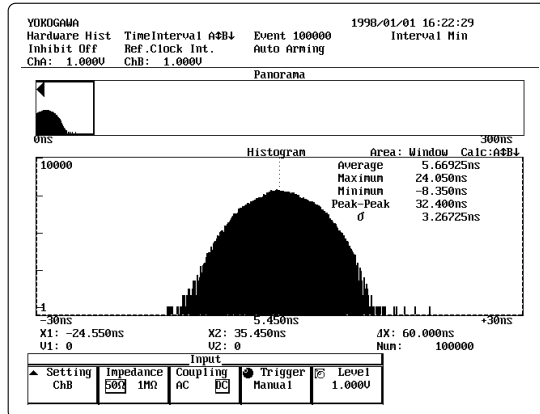 YOKOGAWA 1998/01/01 16:22:29
Hardware Hist TimeInterval A⇕B↓ Event 100000 Interval Min
Inhibit Off Ref.Clock Int. Auto Arming
ChA: 1.000V ChB: 1.000V
Panorama
0ns 300ns
Histogram Area: Window Calc:A⇕B↓
10000
Average 5.66925ns
Maximum 24.050ns
Minimum -8.350ns
Peak-Peak 32.400ns
σ 3.26725ns
1
-30ns 5.450ns +30ns
X1: -24.550ns X2: 35.450ns ΔX: 60.000ns
V1: 0 V2: 0 Num: 100000
Input
Setting Impedance Coupling Trigger Level
ChB 50Ω 1MΩ AC DC Manual 1.000V